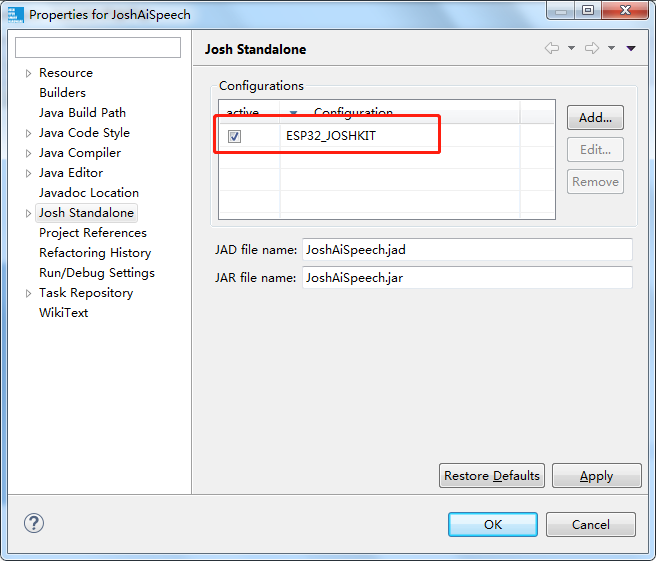 Properties for JoshAiSpeech
Resource
Builders
Java Build Path
Java Code Style
Java Compiler
Java Editor
Javadoc Location
Josh Standalone
Project References
Refactoring History
Run/Debug Settings
Task Repository
WikiText
Josh Standalone
Configurations
active Configuration
ESP32_JOSHKIT
Add...
Edit...
Remove
JAD file name: JoshAiSpeech.jad
JAR file name: JoshAiSpeech.jar
Restore Defaults Apply
OK Cancel